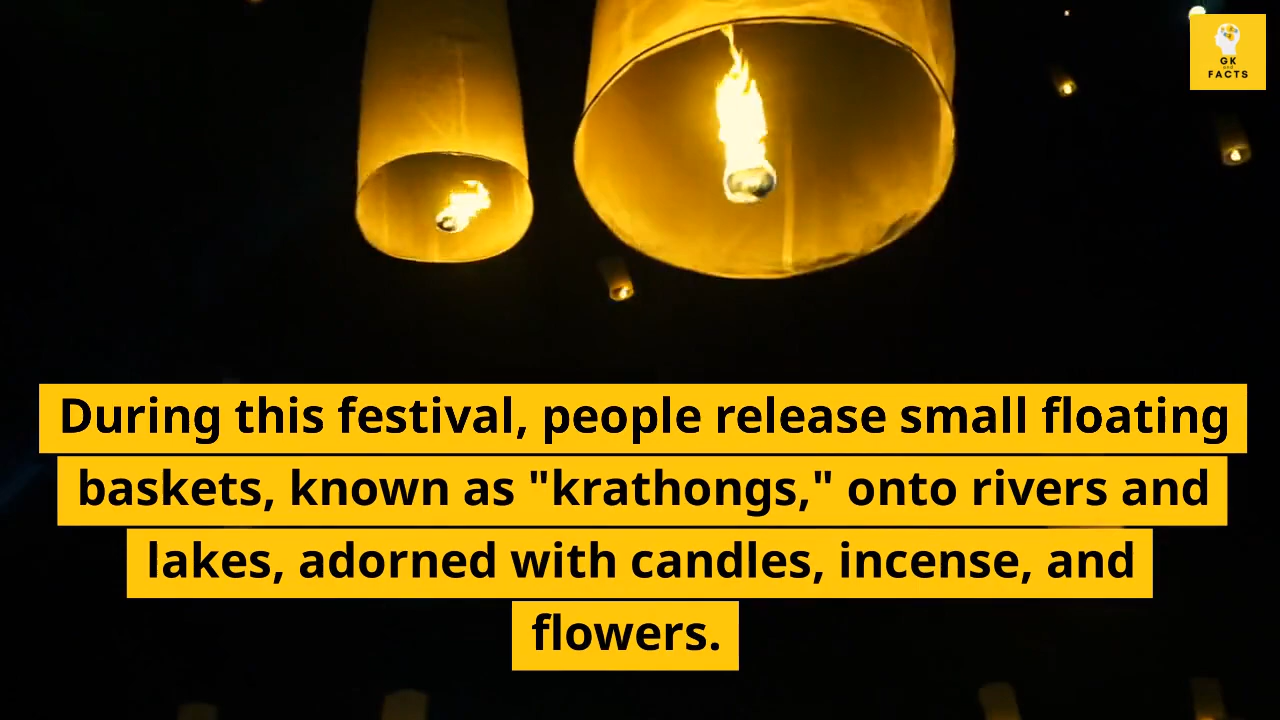 GK
and
FACTS
During this festival, people release small floating
baskets, known as "krathongs," onto rivers and
lakes, adorned with candles, incense, and
flowers.